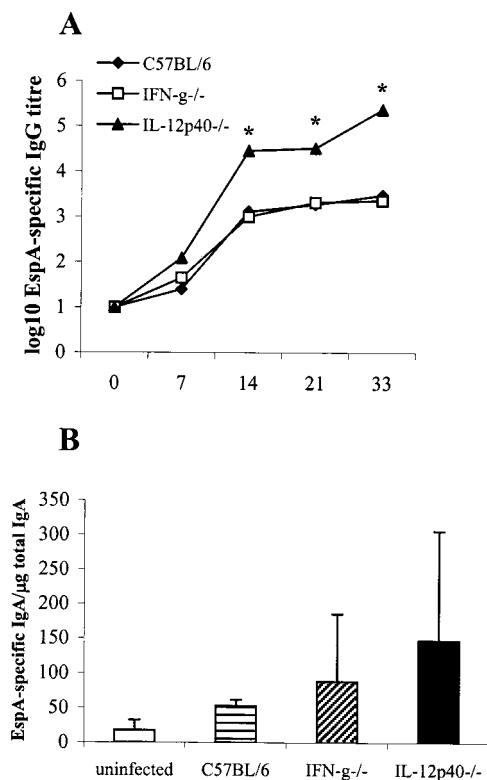 A
C57BL/6
IFN-g-/-
IL-12p40-/-
log10 EspA-specific IgG titre
6
5
4
3
2
1
0
*
*
*
0 7 14 21 33
B
EspA-specific IgA/µg total IgA
350
300
250
200
150
100
50
0
uninfected C57BL/6 IFN-g-/- IL-12p40-/-